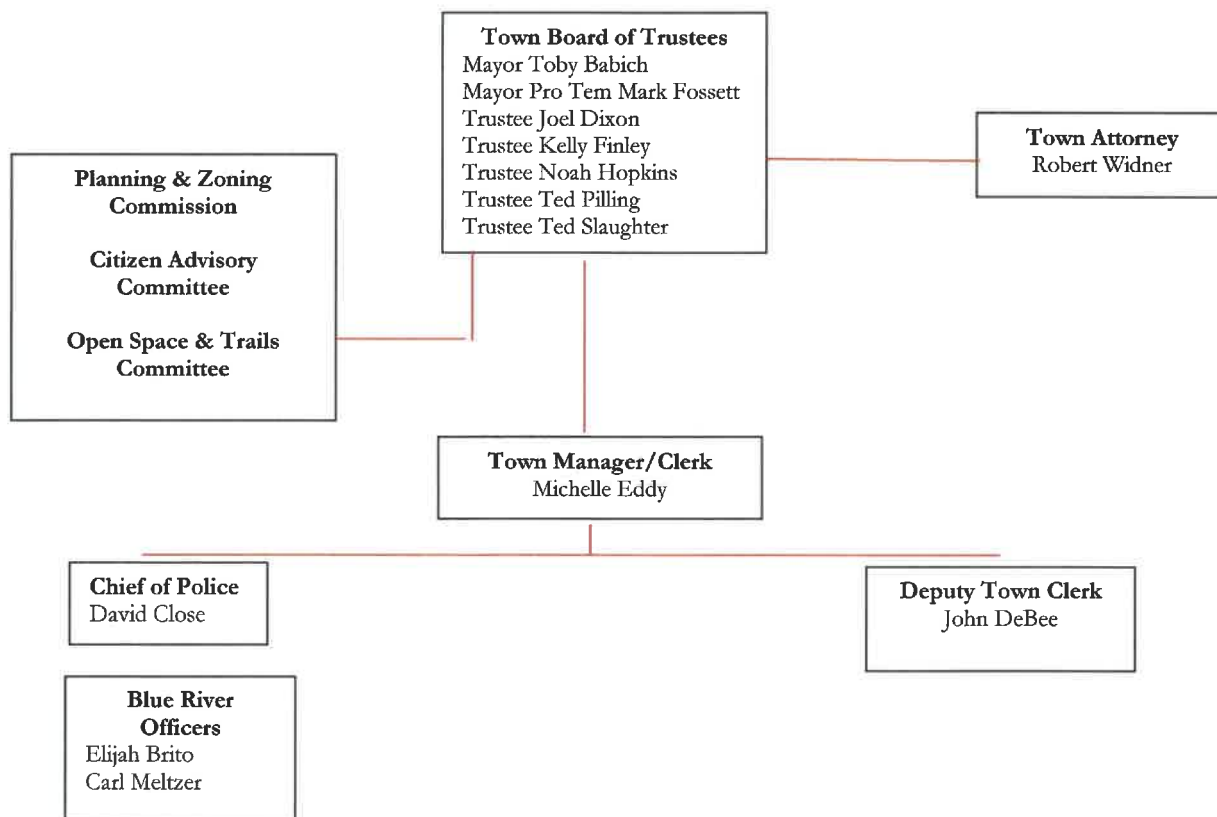 Town Board of Trustees
Mayor Toby Babich
Mayor Pro Tem Mark Fossett
Trustee Joel Dixon
Trustee Kelly Finley
Trustee Noah Hopkins
Trustee Ted Pilling
Trustee Ted Slaughter
Town Attorney
Robert Widner
Planning & Zoning
Commission
Citizen Advisory
Committee
Open Space & Trails
Committee
Town Manager/Clerk
Michelle Eddy
Chief of Police
David Close
Deputy Town Clerk
John DeBee
Blue River
Officers
Elijah Brito
Carl Meltzer